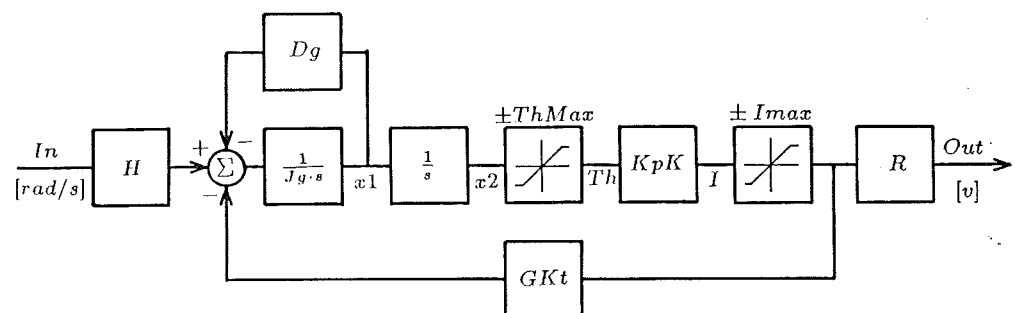 Dg
±ThMax
± Imax
In
[rad/s]
H
+
−
Σ
−
1
Jg·s
x1
1
s
x2
Th
KpK
I
R
Out
[v]
GKt